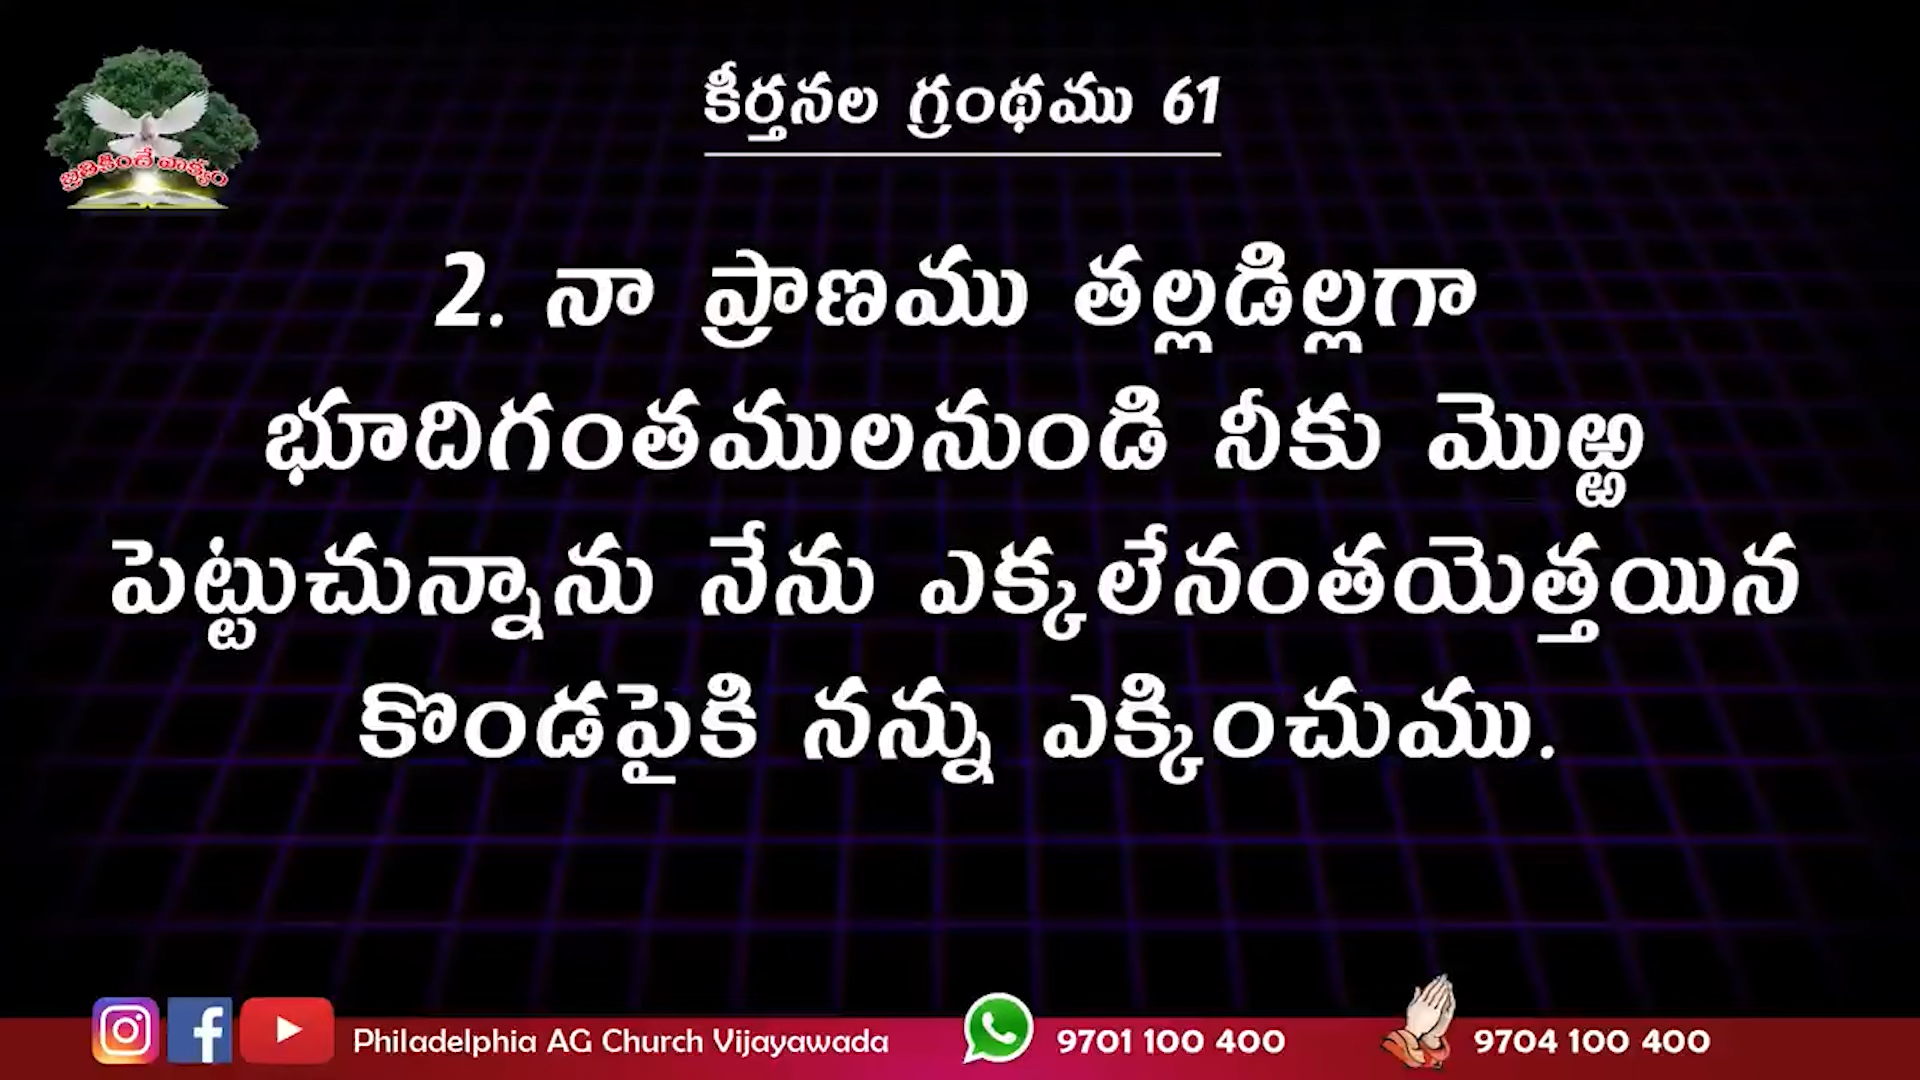 కీర్తనల గ్రంథము 61
బ్రతికించే వాక్యం
2. నా ప్రాణము తల్లడిల్లగా
భూదిగంతములనుండి నీకు మొఱ్ఱ
పెట్టుచున్నాను నేను ఎక్కలేనంతయెత్తయిన
కొండపైకి నన్ను ఎక్కించుము.
Philadelphia AG Church Vijayawada 9701 100 400 9704 100 400